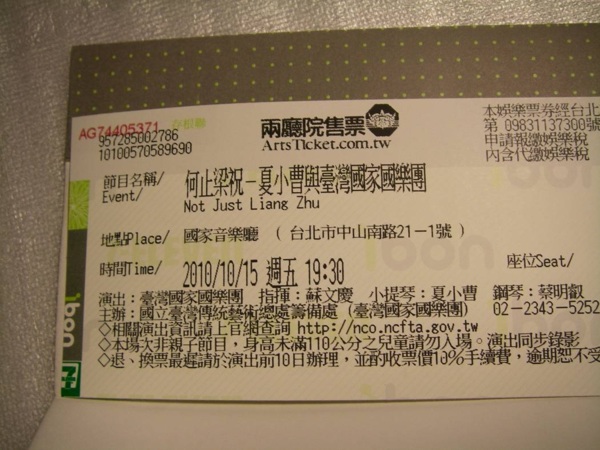 AG74405371 存根聯
957285002786
10100570589690
兩廳院售票
ArtsTicket.com.tw
本娛樂票券經台北
第 09831137300號
申請報繳娛樂稅
內含代繳娛樂稅
節目名稱/
Event/
何止梁祝－夏小曹與臺灣國家國樂團
Not Just Liang Zhu
地點Place/ 國家音樂廳 ( 台北市中山南路21-1號 )
時間Time/ 2010/10/15 週五 19:30
座位Seat/
演出：臺灣國家國樂團 指揮：蘇文慶 小提琴：夏小曹 鋼琴：蔡明叡
主辦：國立臺灣傳統藝術總處籌備處（臺灣國家國樂團） 02-2343-5252
◇相關演出資訊請上官網查詢 http://nco.ncfta.gov.tw
◇本場次非親子節目，身高未滿110公分之兒童請勿入場。演出同步錄影
◇退、換票最遲請於演出前10日辦理，並酌收票價10%手續費，逾期恕不受
ibon
ibon
ibon